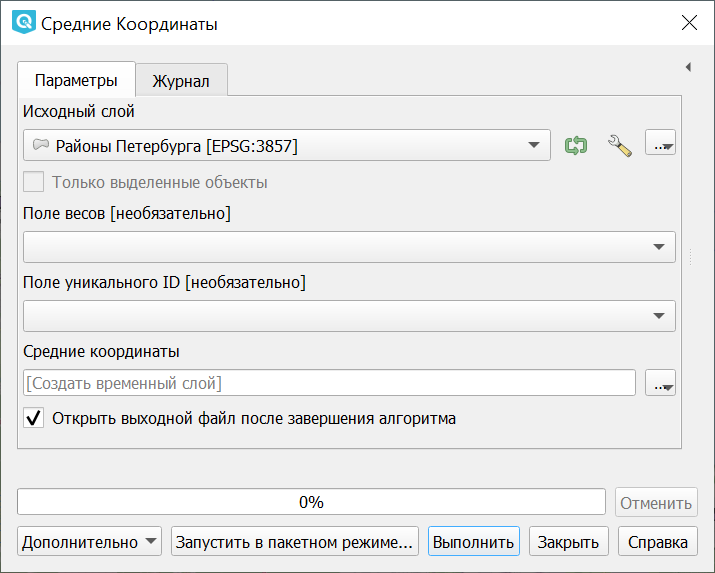 Средние Координаты
Параметры
Журнал
Исходный слой
Районы Петербурга [EPSG:3857]
...
Только выделенные объекты
Поле весов [необязательно]
Поле уникального ID [необязательно]
Средние координаты
[Создать временный слой]
...
Открыть выходной файл после завершения алгоритма
0%
Отменить
Дополнительно
Запустить в пакетном режиме...
Выполнить
Закрыть
Справка